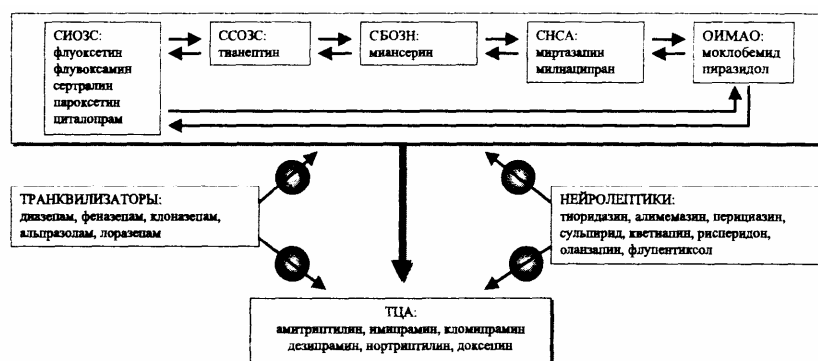 СИОЗС:
флуоксетин
флувоксамин
сертралин
пароксетин
циталопрам
ССОЗС:
тианептин
СБОЗН:
миансерин
СНСА:
миртазапин
милнаципран
ОИМАО:
моклобемид
пиразидол
ТРАНКВИЛИЗАТОРЫ:
диазепам, феназепам, клоназепам,
альпразолам, лоразепам
НЕЙРОЛЕПТИКИ:
тиоридазин, алимемазин, перициазин,
сульпирид, кветиапин, рисперидон,
оланзапин, флупентиксол
ТЦА:
амитриптилин, имипрамин, кломипрамин
дезипрамин, нортриптилин, доксепин